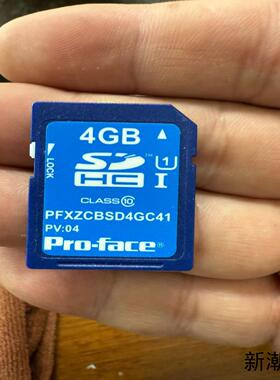 4GB
LOCK
SD
HC I
1
CLASS 10
PFXZCBSD4GC41
PV:04
Pro-face®
新潮